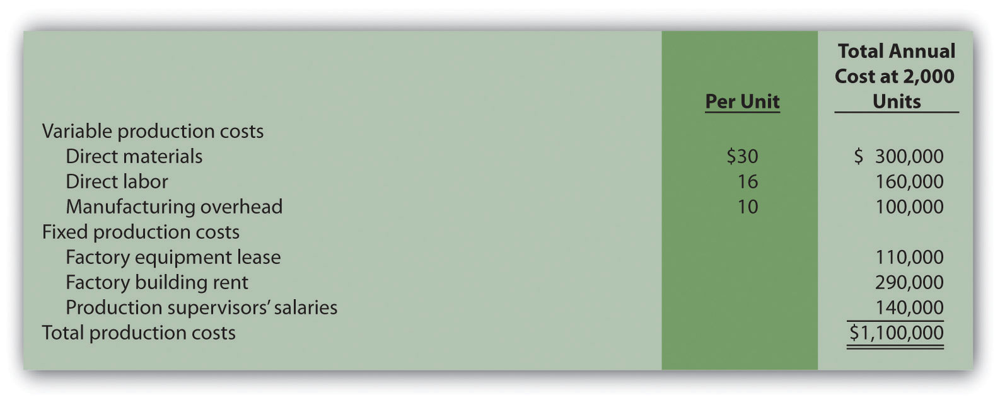 Total Annual
Cost at 2,000
Per Unit Units
Variable production costs
Direct materials $30 $ 300,000
Direct labor 16 160,000
Manufacturing overhead 10 100,000
Fixed production costs
Factory equipment lease 110,000
Factory building rent 290,000
Production supervisors’ salaries 140,000
Total production costs $1,100,000